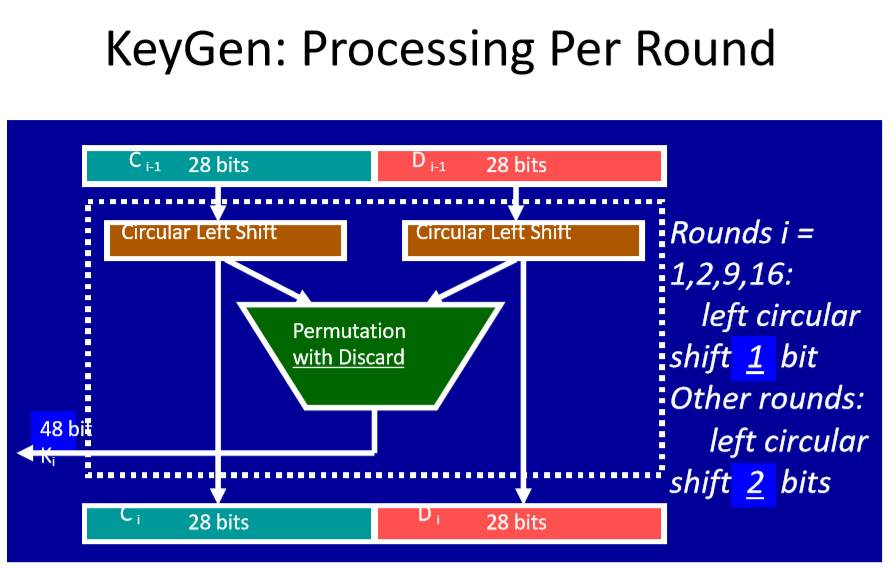 KeyGen: Processing Per Round
C i-1 28 bits
D i-1 28 bits
Circular Left Shift
Circular Left Shift
Rounds i =
1,2,9,16:
left circular
shift 1 bit
Other rounds:
left circular
shift 2 bits
Permutation
with Discard
48 bit
Ki
C i 28 bits
D i 28 bits